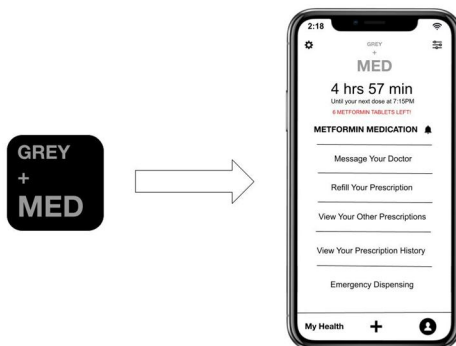 GREY
+
MED
2:18
GREY
+
MED
4 hrs 57 min
Until your next dose at 7:15PM
6 METFORMIN TABLETS LEFT!
METFORMIN MEDICATION
Message Your Doctor
Refill Your Prescription
View Your Other Prescriptions
View Your Prescription History
Emergency Dispensing
My Health +